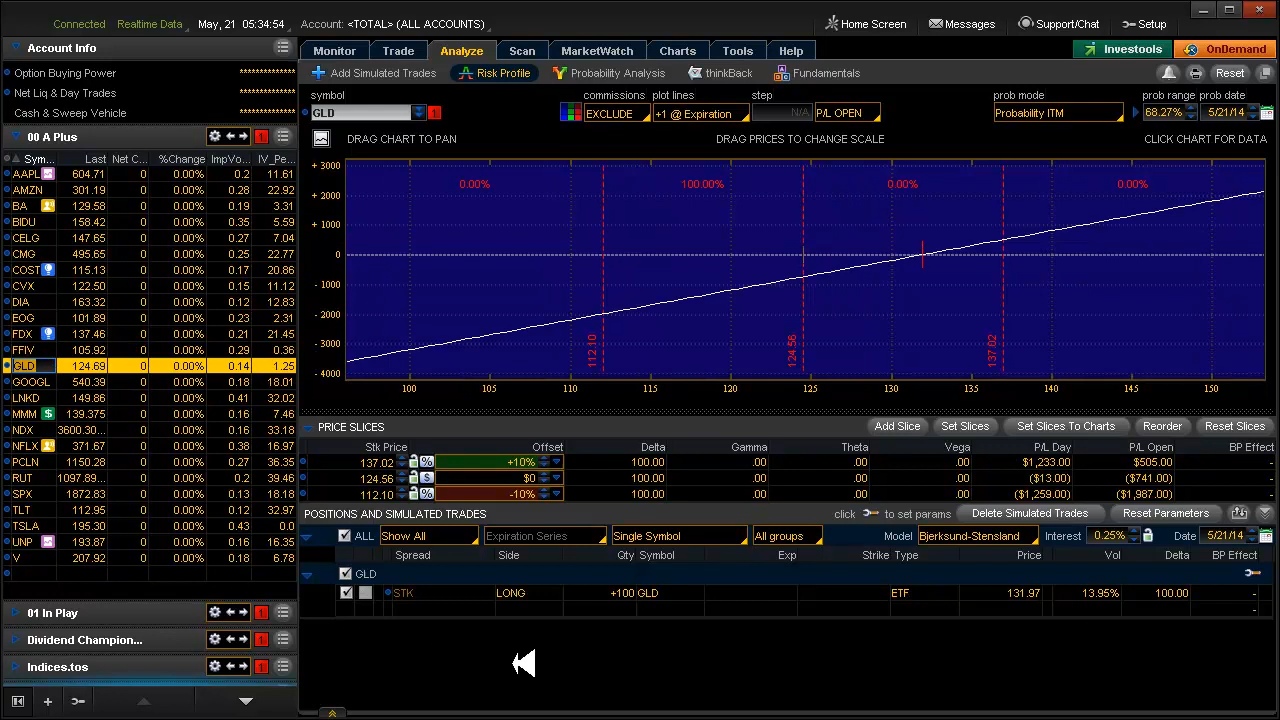 Connected Realtime Data May, 21 05:34:54 Account: <TOTAL> (ALL ACCOUNTS) Home Screen Messages Support/Chat Setup
Account Info
Option Buying Power **************
Net Liq & Day Trades **************
Cash & Sweep Vehicle **************
Monitor Trade Analyze Scan MarketWatch Charts Tools Help Investools OnDemand
Add Simulated Trades Risk Profile Probability Analysis thinkBack Fundamentals Reset
symbol commissions plot lines step prob mode prob range prob date
GLD 1 EXCLUDE +1 @ Expiration N/A P/L OPEN Probability ITM 68.27% 5/21/14
DRAG CHART TO PAN DRAG PRICES TO CHANGE SCALE CLICK CHART FOR DATA
00 A Plus 1
Sym... Last Net C... %Change ImpVo... IV_Pe...
AAPL 604.71 0 0.00% 0.2 11.61
AMZN 301.19 0 0.00% 0.28 22.92
BA 129.58 0 0.00% 0.19 3.31
BIDU 158.42 0 0.00% 0.35 5.59
CELG 147.65 0 0.00% 0.27 7.04
CMG 495.65 0 0.00% 0.25 22.77
COST 115.13 0 0.00% 0.17 20.86
CVX 122.50 0 0.00% 0.15 11.12
DIA 163.32 0 0.00% 0.12 12.83
EOG 101.89 0 0.00% 0.23 2.31
FDX 137.46 0 0.00% 0.21 21.45
FFIV 105.92 0 0.00% 0.29 0.36
GLD 124.69 0 0.00% 0.14 1.25
GOOGL 540.39 0 0.00% 0.18 18.01
LNKD 149.86 0 0.00% 0.41 32.02
MMM $ 139.375 0 0.00% 0.16 7.46
NDX 3600.30... 0 0.00% 0.16 33.18
NFLX 371.67 0 0.00% 0.38 16.97
PCLN 1150.28 0 0.00% 0.27 36.35
RUT 1097.89... 0 0.00% 0.2 39.46
SPX 1872.83 0 0.00% 0.13 18.18
TLT 112.95 0 0.00% 0.12 32.97
TSLA 195.30 0 0.00% 0.43 0.0
UNP 193.87 0 0.00% 0.16 16.35
V 207.92 0 0.00% 0.18 6.78
01 In Play 1
Dividend Champion... 1
Indices.tos 1
+ 3000
+ 2000
+ 1000
0
- 1000
- 2000
- 3000
- 4000
0.00% 100.00% 0.00% 0.00%
112.10 124.56 137.02
100 105 110 115 120 125 130 135 140 145 150
PRICE SLICES Add Slice Set Slices Set Slices To Charts Reorder Reset Slices
Stk Price Offset Delta Gamma Theta Vega P/L Day P/L Open BP Effect
137.02 % +10% 100.00 .00 .00 .00 $1,233.00 $505.00 -
124.56 $ $0 100.00 .00 .00 .00 ($13.00) ($741.00) -
112.10 % -10% 100.00 .00 .00 .00 ($1,259.00) ($1,987.00) -
POSITIONS AND SIMULATED TRADES click to set params Delete Simulated Trades Reset Parameters
ALL Show All Expiration Series Single Symbol All groups Model Bjerksund-Stensland Interest 0.25% Date 5/21/14
Spread Side Qty Symbol Exp Strike Type Price Vol Delta BP Effect
GLD -
STK LONG +100 GLD ETF 131.97 13.95% 100.00 -
-